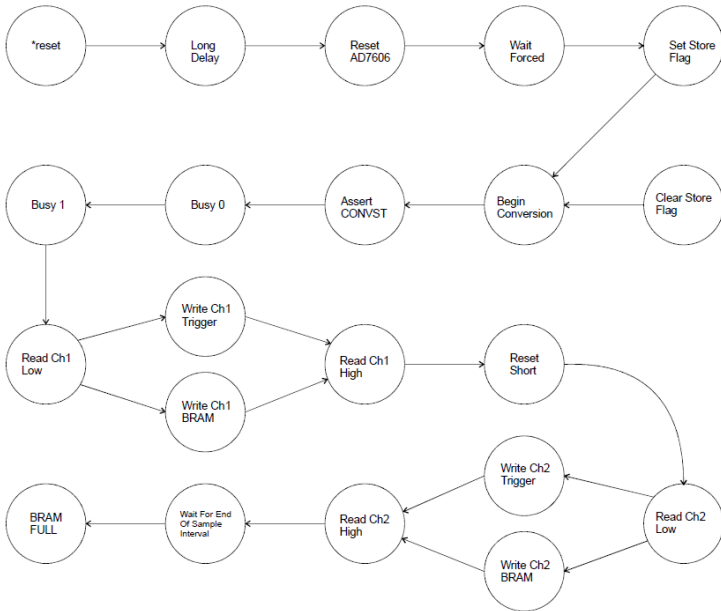 *reset
Long
Delay
Reset
AD7606
Wait
Forced
Set Store
Flag
Busy 1
Busy 0
Assert
CONVST
Begin
Conversion
Clear Store
Flag
Read Ch1
Low
Write Ch1
Trigger
Write Ch1
BRAM
Read Ch1
High
Reset
Short
BRAM
FULL
Wait For End
Of Sample
Interval
Read Ch2
High
Write Ch2
Trigger
Write Ch2
BRAM
Read Ch2
Low